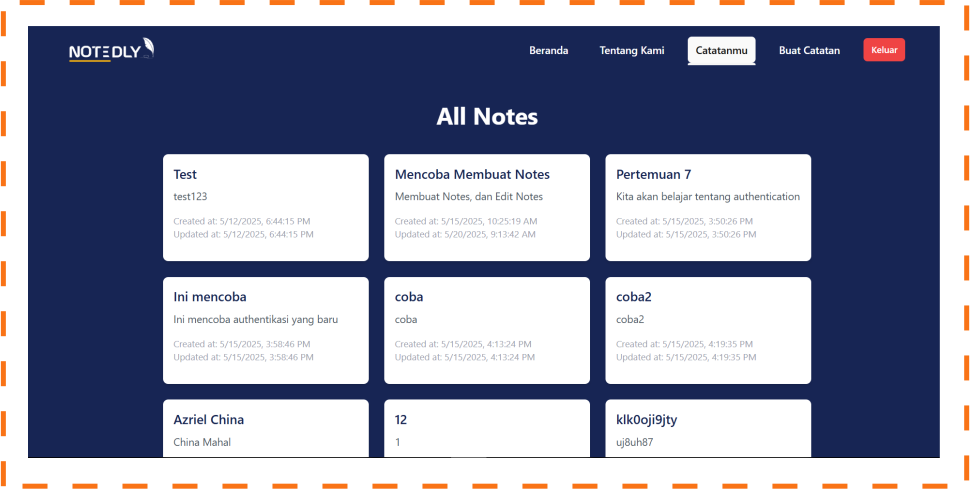 NOTEDLY
Beranda
Tentang Kami
Catatanmu
Buat Catatan
Keluar
All Notes
Test
test123
Created at: 5/12/2025, 6:44:15 PM
Updated at: 5/12/2025, 6:44:15 PM
Mencoba Membuat Notes
Membuat Notes, dan Edit Notes
Created at: 5/15/2025, 10:25:19 AM
Updated at: 5/20/2025, 9:13:42 AM
Pertemuan 7
Kita akan belajar tentang authentication
Created at: 5/15/2025, 3:50:26 PM
Updated at: 5/15/2025, 3:50:26 PM
Ini mencoba
Ini mencoba authentikasi yang baru
Created at: 5/15/2025, 3:58:46 PM
Updated at: 5/15/2025, 3:58:46 PM
coba
coba
Created at: 5/15/2025, 4:13:24 PM
Updated at: 5/15/2025, 4:13:24 PM
coba2
coba2
Created at: 5/15/2025, 4:19:35 PM
Updated at: 5/15/2025, 4:19:35 PM
Azriel China
China Mahal
12
1
klk0oji9jty
uj8uh87